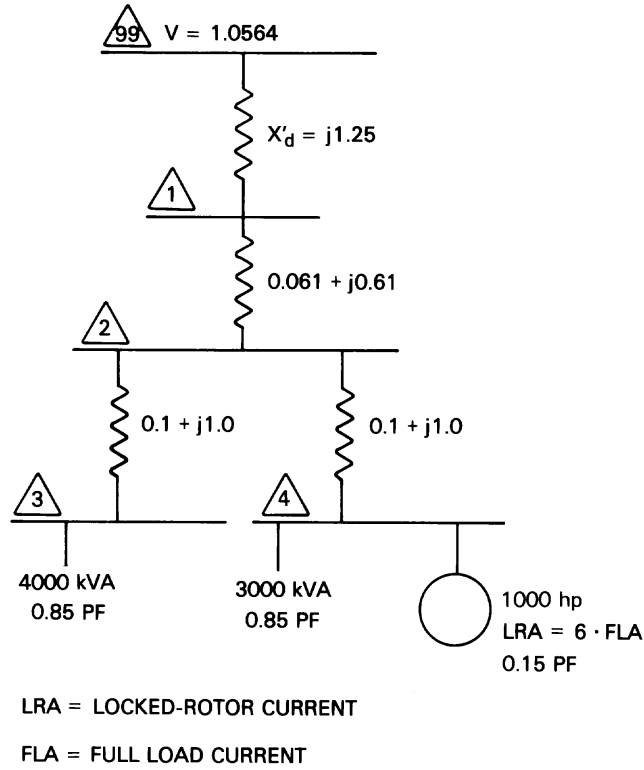 99 V = 1.0564
X'd = j1.25
1
0.061 + j0.61
2
0.1 + j1.0
0.1 + j1.0
3
4
4000 kVA
0.85 PF
3000 kVA
0.85 PF
1000 hp
LRA = 6 · FLA
0.15 PF
LRA = LOCKED-ROTOR CURRENT
FLA = FULL LOAD CURRENT